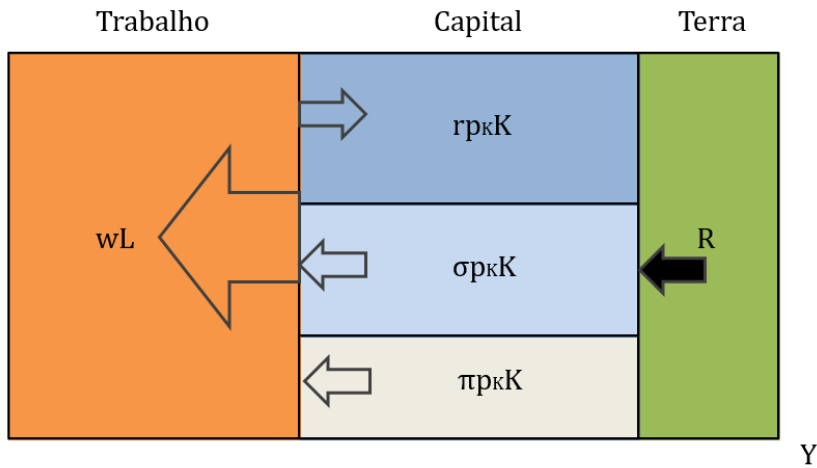 Trabalho Capital Terra
rpₖK
wL σpₖK R
πpₖK
Y